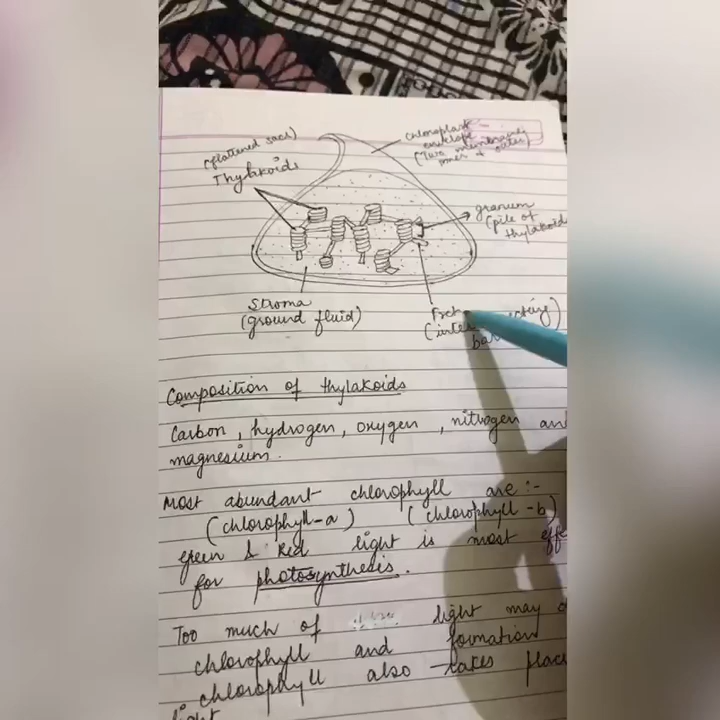 chloroplast
envelope
(Two membrane;
inner & outer)
(flattened sacs)
Thylakoids
granum
(pile of
thylakoids
Stroma
(ground fluid)
Composition of thylakoids
Carbon, hydrogen, oxygen, nitrogen and
magnesium.
Most abundant chlorophyll are :-
(chlorophyll-a) (chlorophyll-b)
& Red light is most
for photosynthesis.
Too much of light may
chlorophyll and formation
chlorophyll also takes place
light